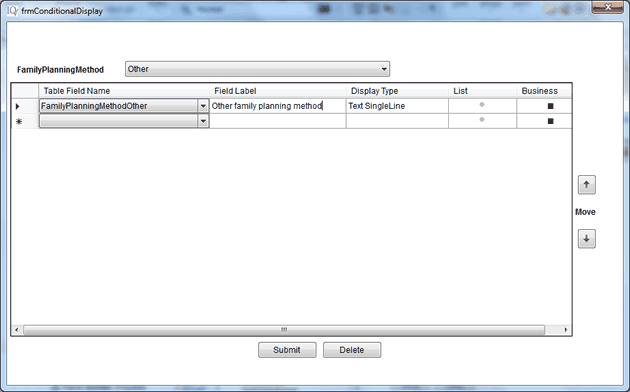 IQ frmConditionalDisplay
FamilyPlanningMethod Other
Table Field Name Field Label Display Type List Business
FamilyPlanningMethodOther Other family planning method Text SingleLine
Move
Submit Delete